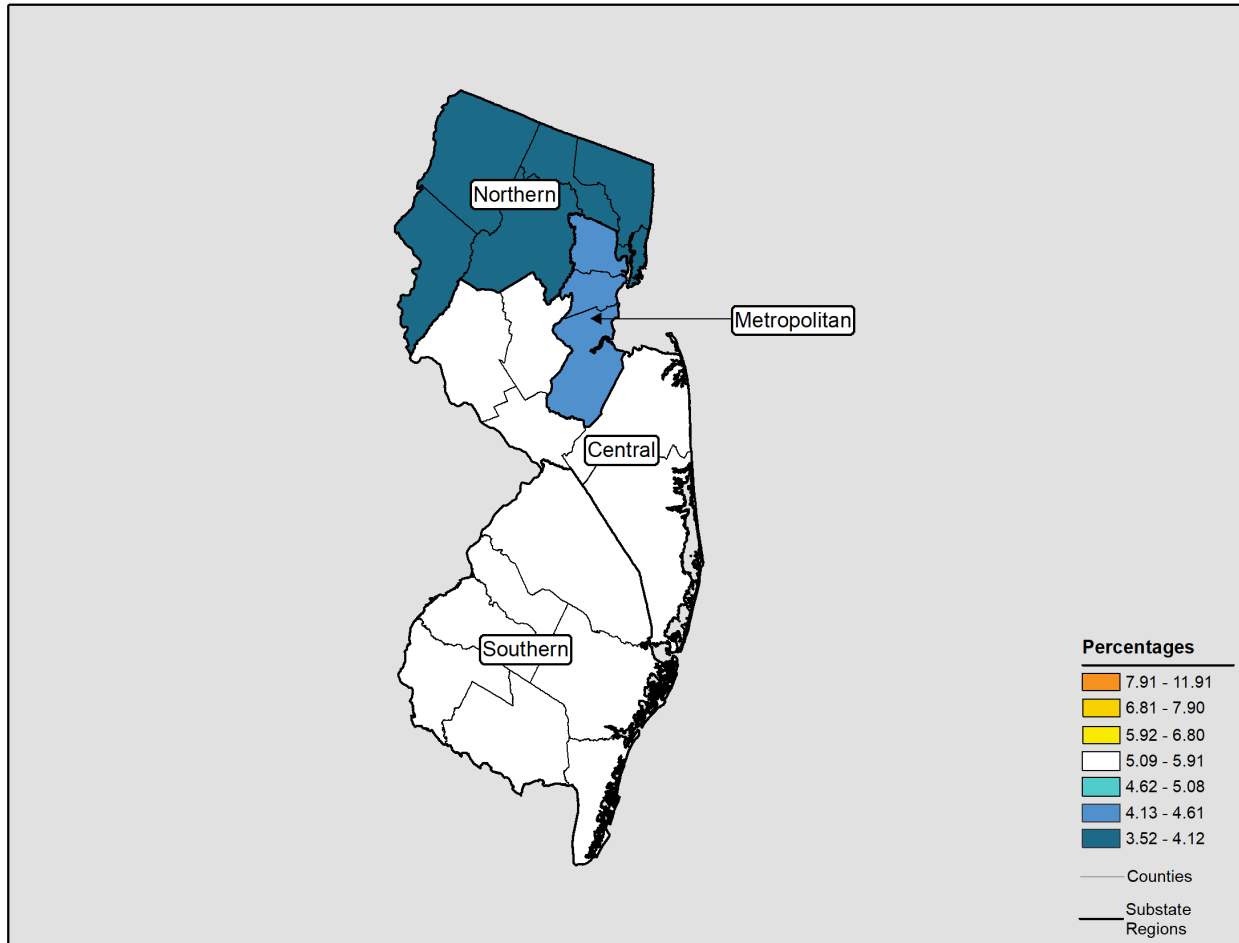 Northern
Metropolitan
Central
Southern
Percentages
7.91 - 11.91
6.81 - 7.90
5.92 - 6.80
5.09 - 5.91
4.62 - 5.08
4.13 - 4.61
3.52 - 4.12
Counties
Substate
Regions